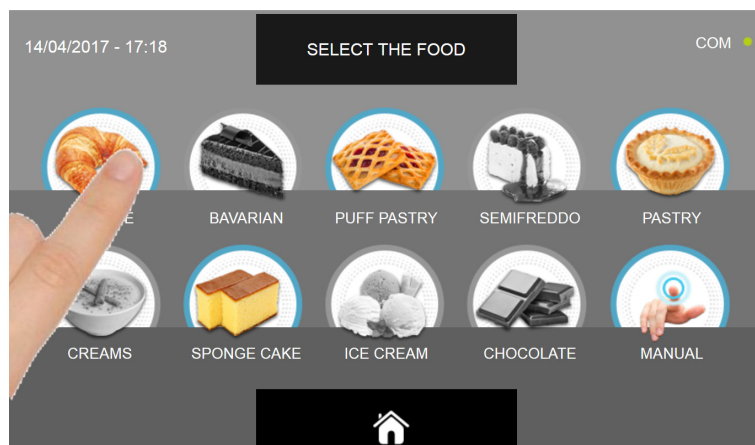 14/04/2017 - 17:18
SELECT THE FOOD
COM
BAVARIAN
PUFF PASTRY
SEMIFREDDO
PASTRY
CREAMS
SPONGE CAKE
ICE CREAM
CHOCOLATE
MANUAL